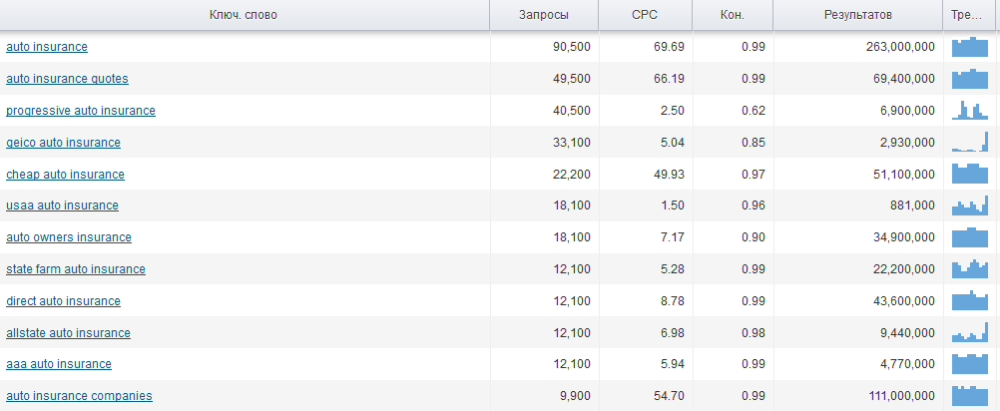 Ключ. слово Запросы CPC Кон. Результатов Тре...
auto insurance 90,500 69.69 0.99 263,000,000
auto insurance quotes 49,500 66.19 0.99 69,400,000
progressive auto insurance 40,500 2.50 0.62 6,900,000
geico auto insurance 33,100 5.04 0.85 2,930,000
cheap auto insurance 22,200 49.93 0.97 51,100,000
usaa auto insurance 18,100 1.50 0.96 881,000
auto owners insurance 18,100 7.17 0.90 34,900,000
state farm auto insurance 12,100 5.28 0.99 22,200,000
direct auto insurance 12,100 8.78 0.99 43,600,000
allstate auto insurance 12,100 6.98 0.98 9,440,000
aaa auto insurance 12,100 5.94 0.99 4,770,000
auto insurance companies 9,900 54.70 0.99 111,000,000